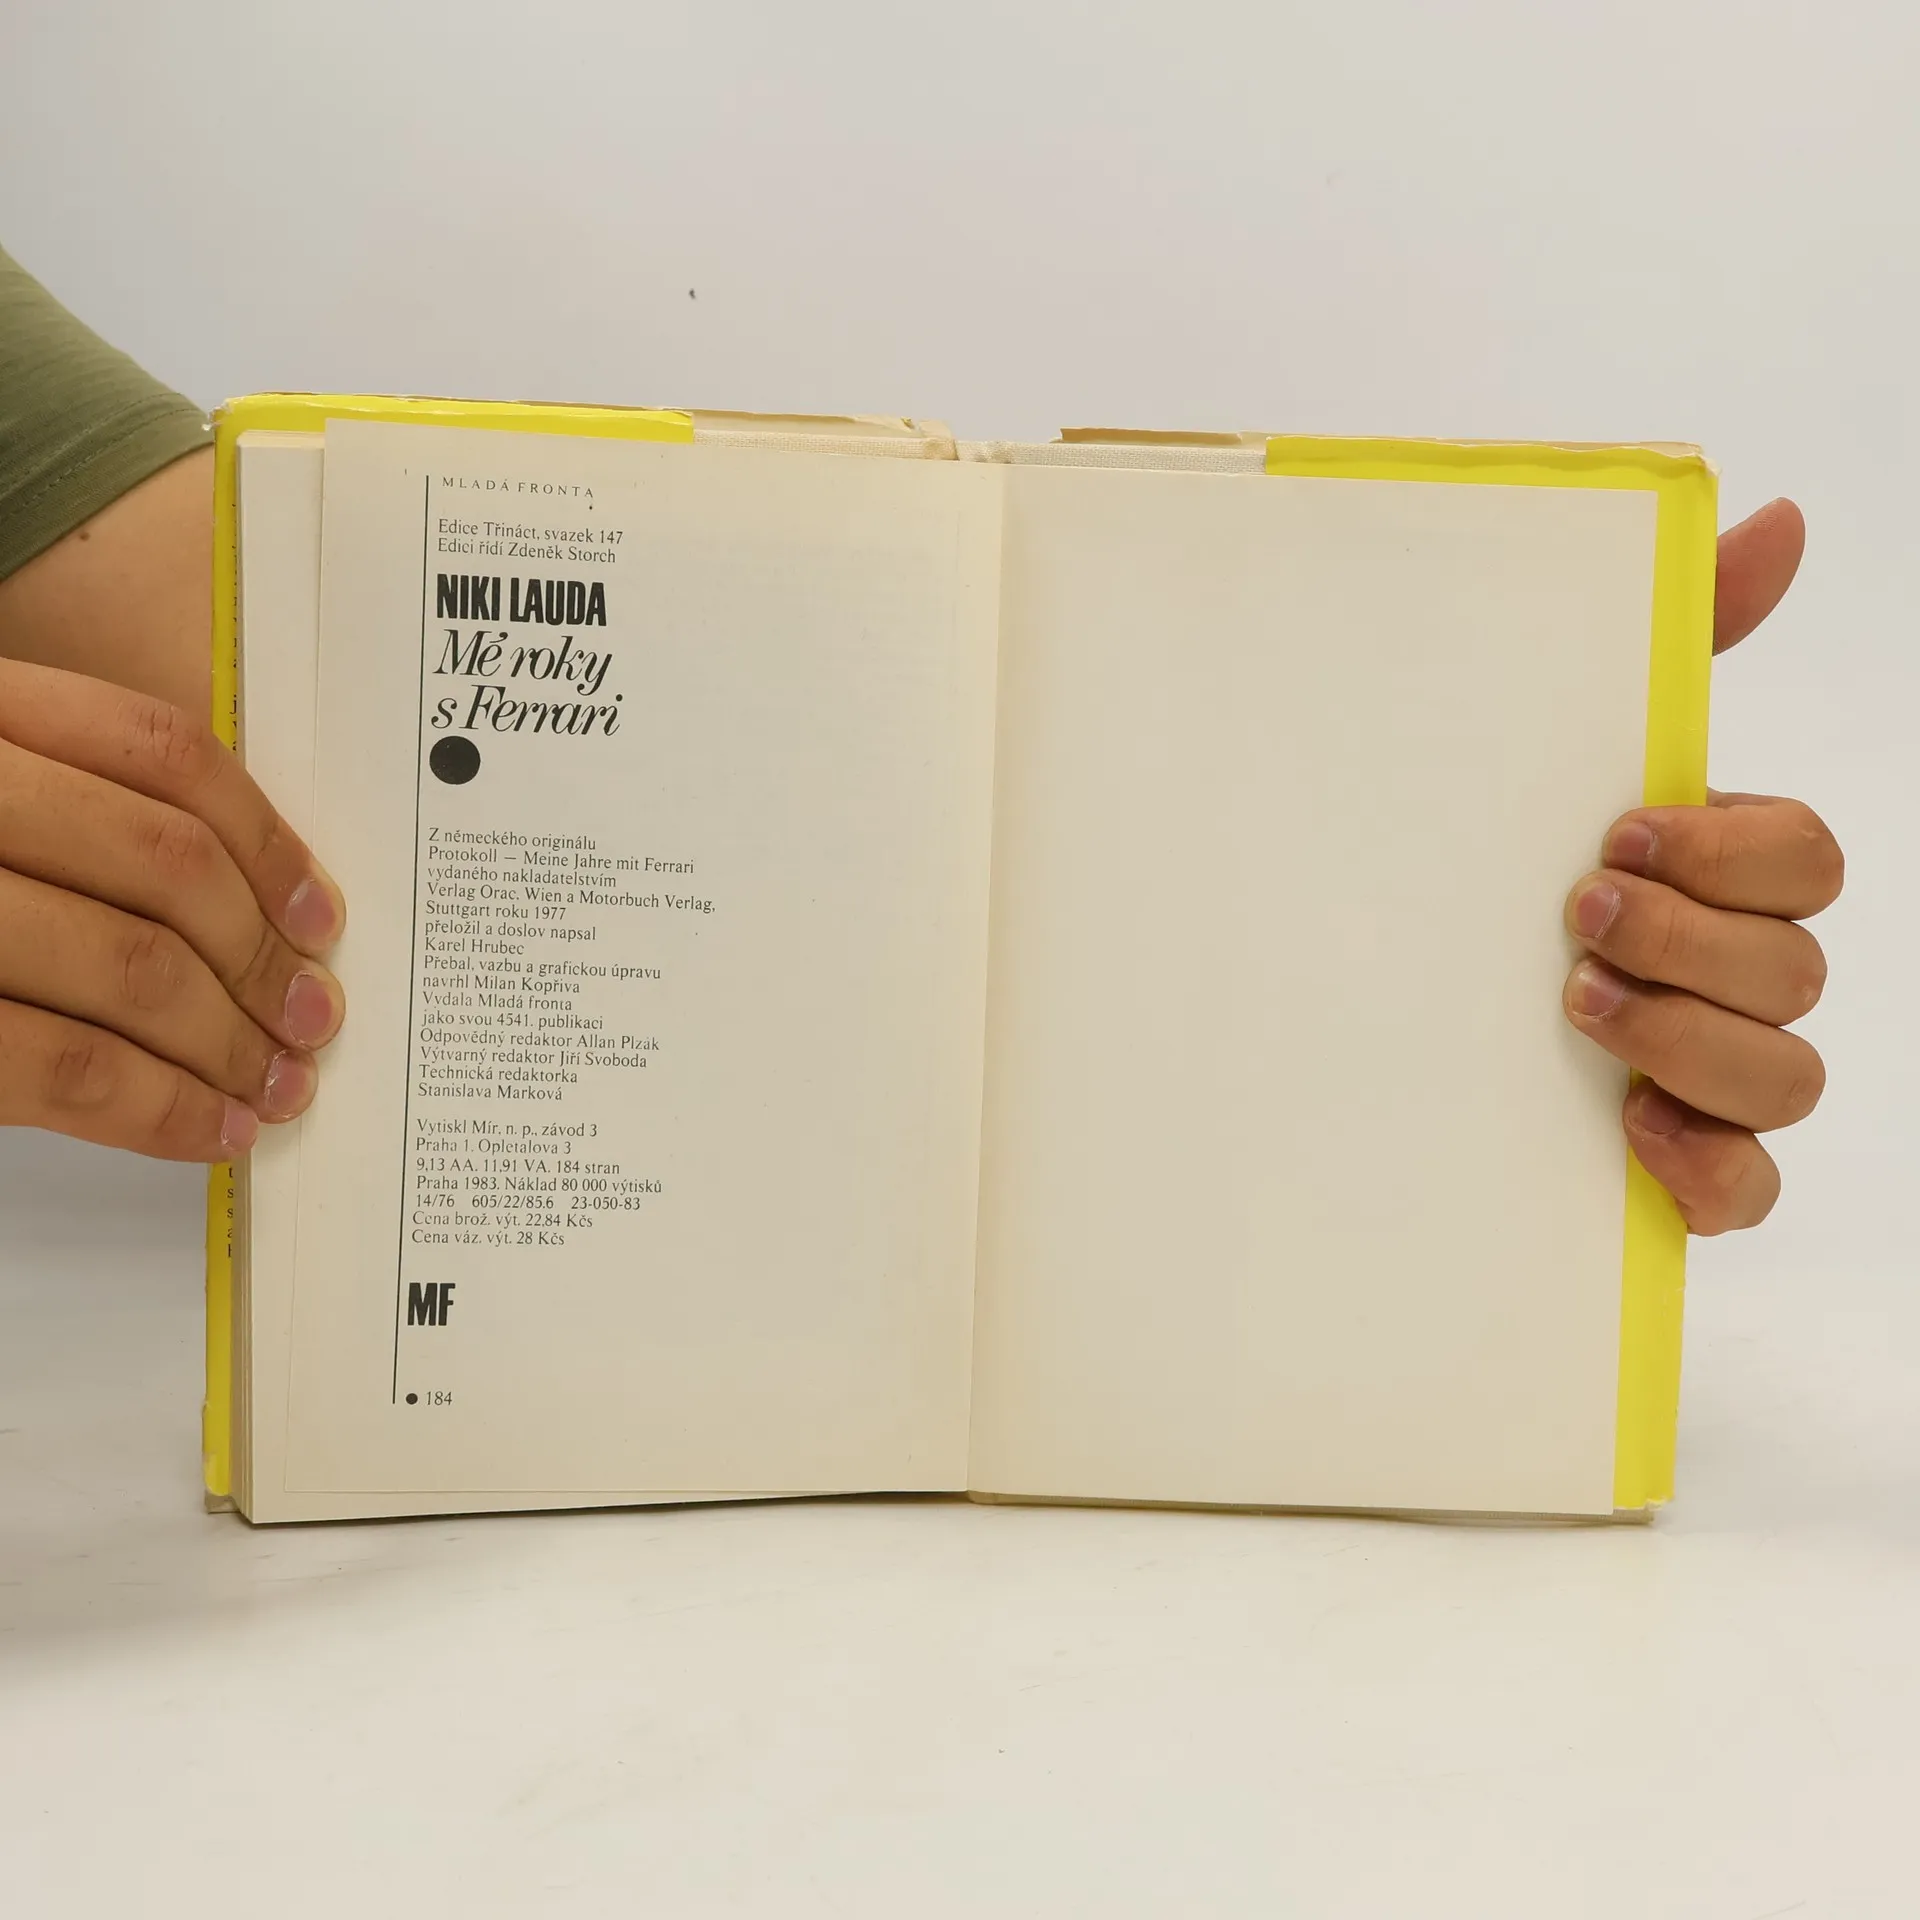 MLADÁ FRONTA
Edice Třináct, svazek 147
Edici řídí Zdeněk Storch
NIKI LAUDA
Mé roky
s Ferrari
Z německého originálu
Protokoll — Meine Jahre mit Ferrari
vydaného nakladatelstvím
Verlag Orac, Wien a Motorbuch Verlag,
Stuttgart roku 1977
přeložil a doslov napsal
Karel Hrubec
Přebal, vazbu a grafickou úpravu
navrhl Milan Kopřiva
Vydala Mladá fronta
jako svou 4541. publikaci
Odpovědný redaktor Allan Plzák
Výtvarný redaktor Jiří Svoboda
Technická redaktorka
Stanislava Marková
Vytiskl Mír, n. p., závod 3
Praha 1, Opletalova 3
9,13 AA. 11,91 VA. 184 stran
Praha 1983. Náklad 80 000 výtisků
14/76 605/22/85.6 23-050-83
Cena brož. výt. 22,84 Kčs
Cena váz. výt. 28 Kčs
MF
● 184